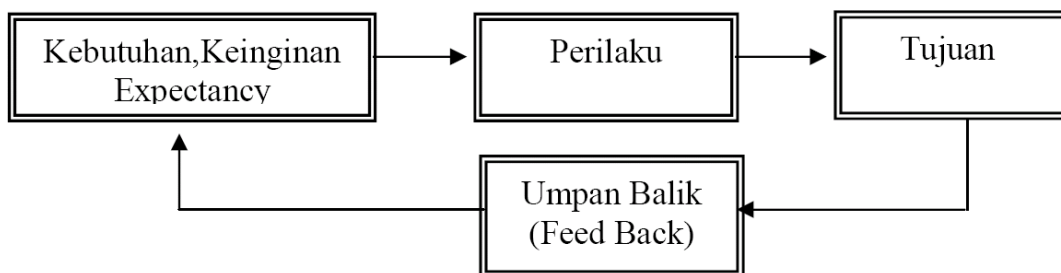 Kebutuhan,Keinginan
Expectancy
Perilaku
Tujuan
Umpan Balik
(Feed Back)